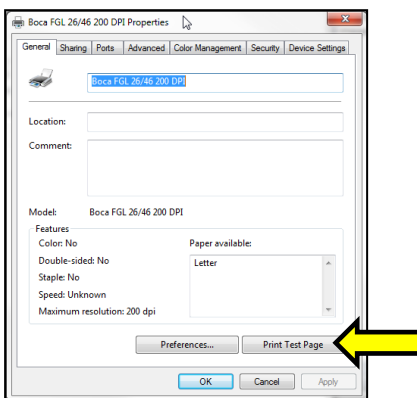 Boca FGL 26/46 200 DPI Properties
General Sharing Ports Advanced Color Management Security Device Settings
Boca FGL 26/46 200 DPI
Location:
Comment:
Model: Boca FGL 26/46 200 DPI
Features
Color: No Paper available:
Double-sided: No Letter
Staple: No
Speed: Unknown
Maximum resolution: 200 dpi
Preferences... Print Test Page
OK Cancel Apply